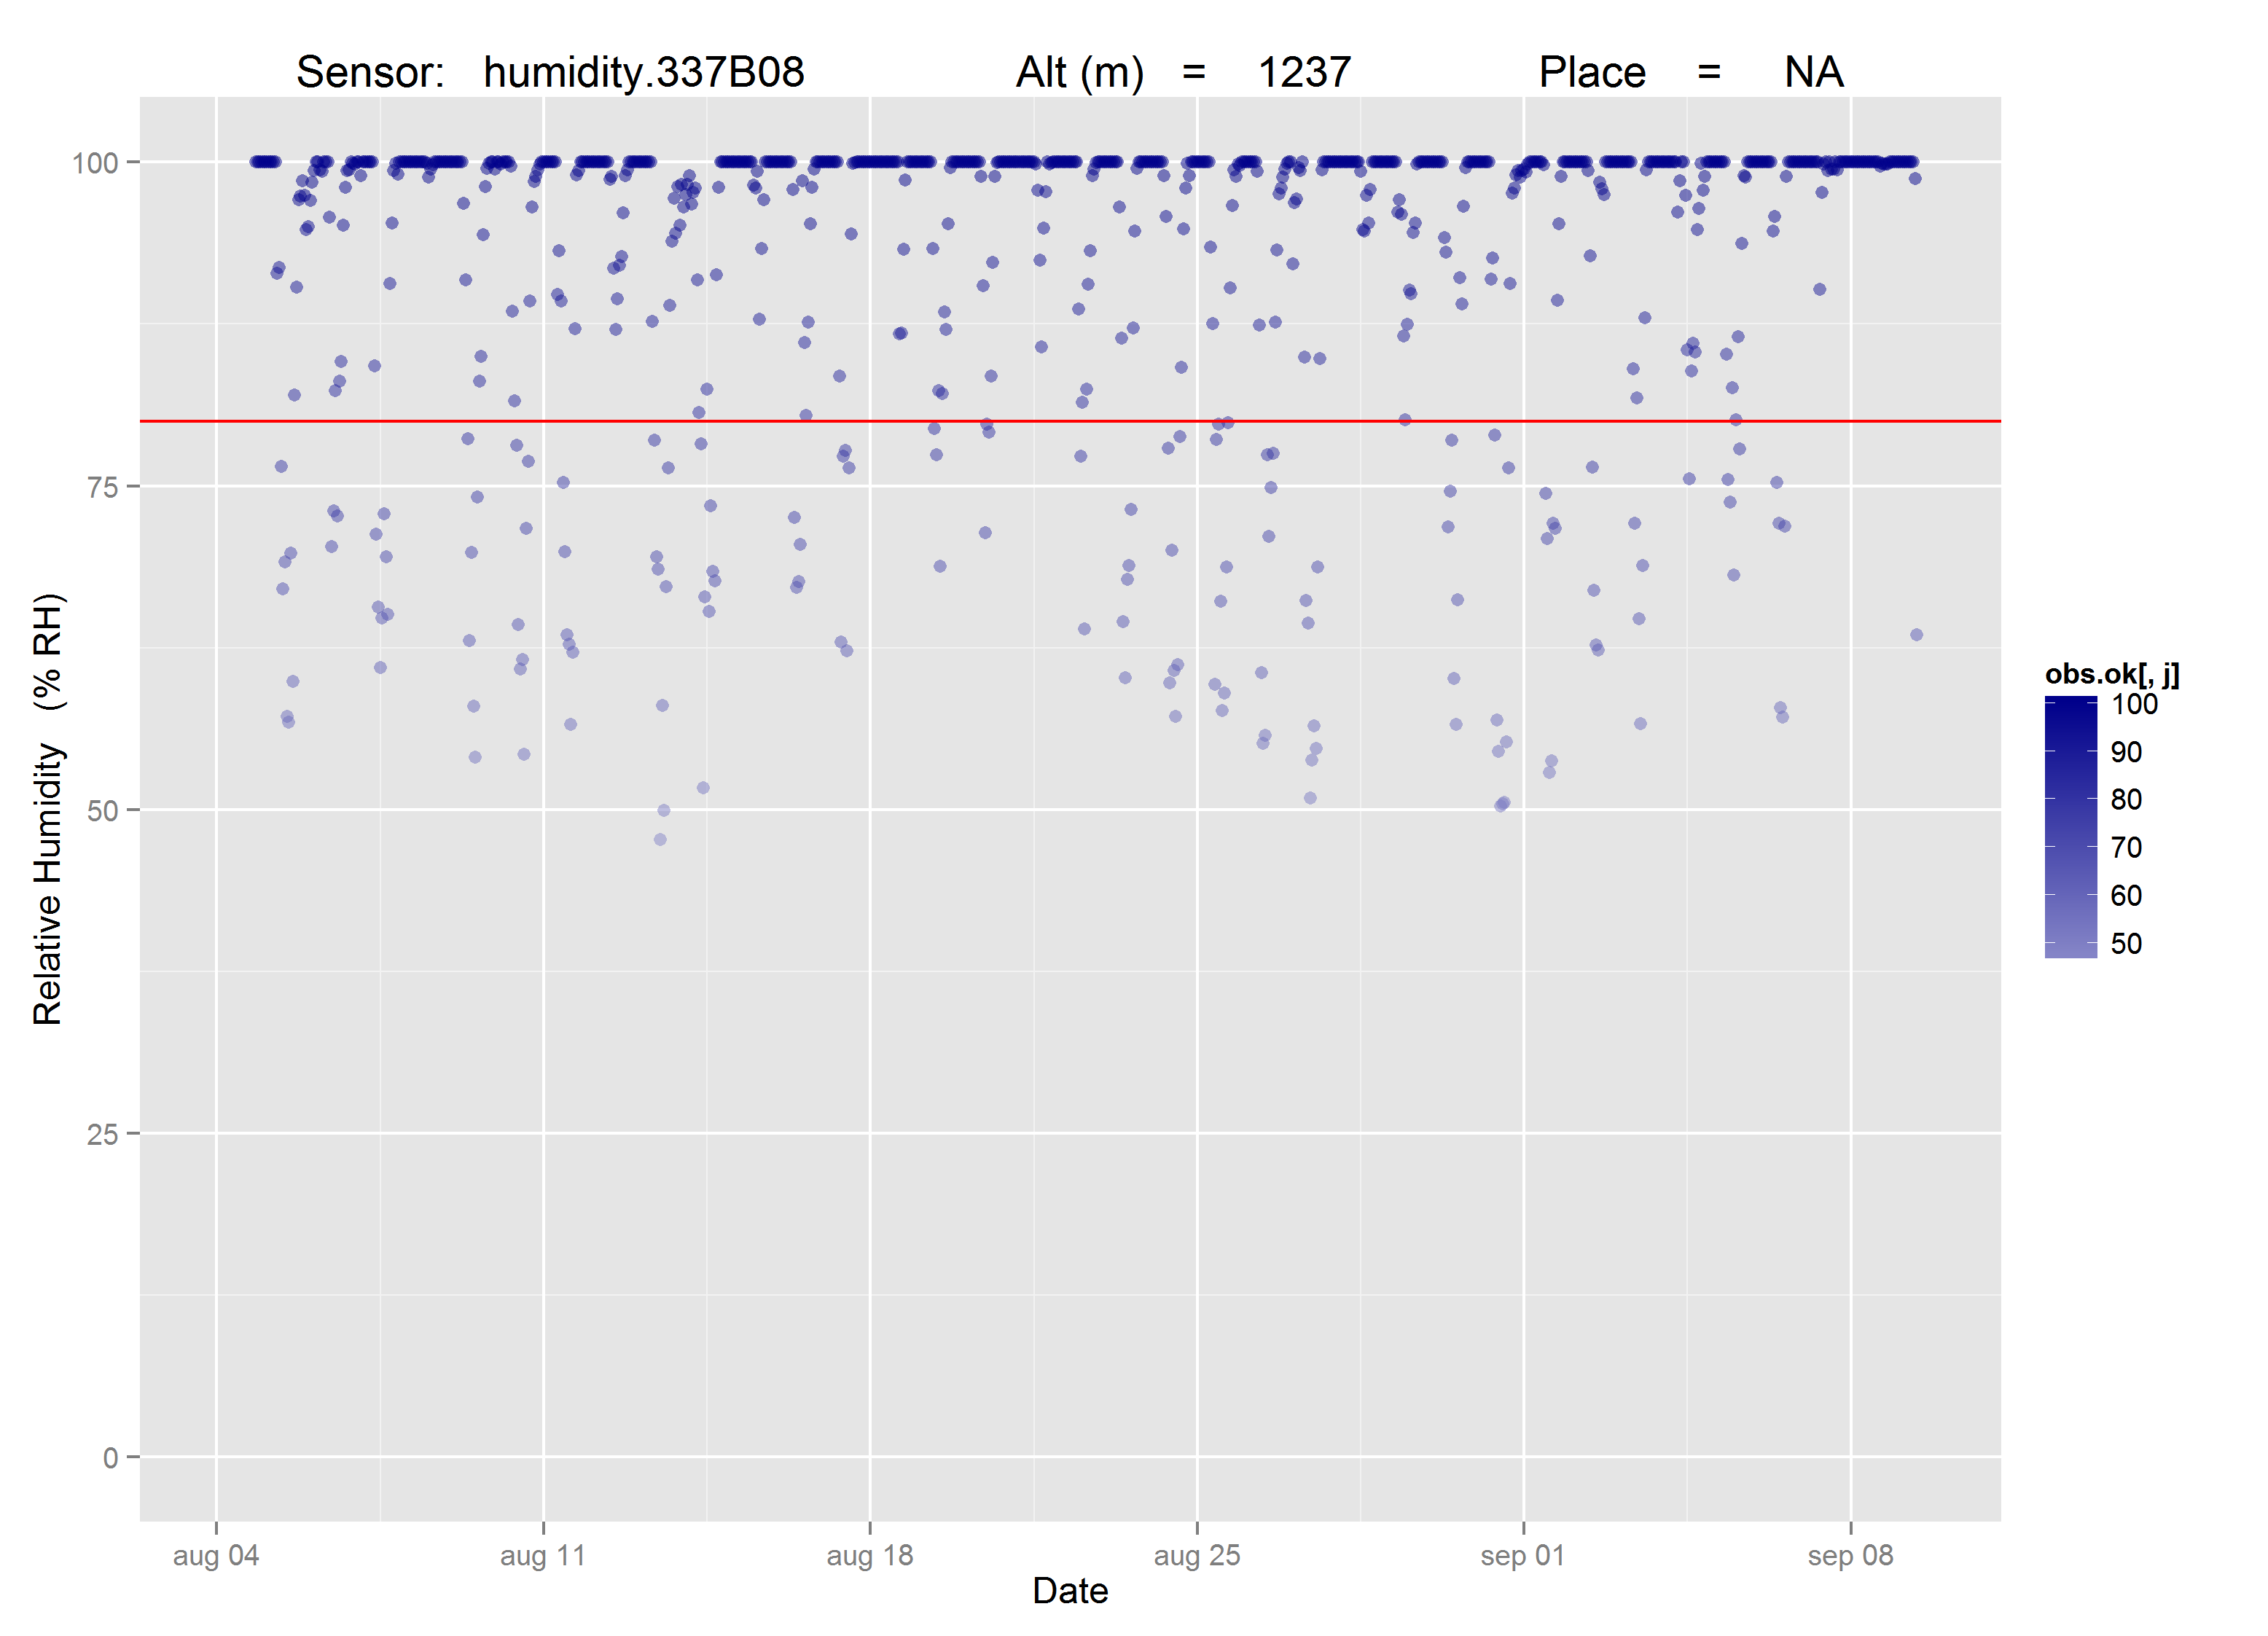 Sensor: humidity.337B08 Alt (m) = 1237 Place = NA
100
75
50
25
0
Relative Humidity (% RH)
aug 04 aug 11 aug 18 aug 25 sep 01 sep 08
Date
obs.ok[, j]
100
90
80
70
60
50